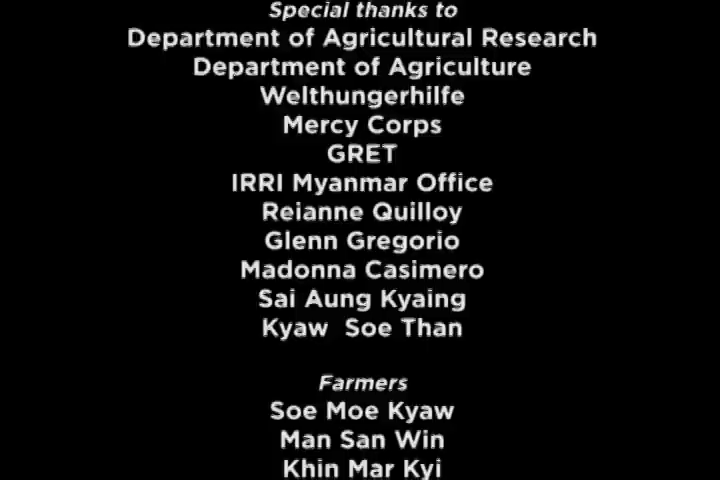 Special thanks to
Department of Agricultural Research
Department of Agriculture
Welthungerhilfe
Mercy Corps
GRET
IRRI Myanmar Office
Reianne Quilloy
Glenn Gregorio
Madonna Casimero
Sai Aung Kyaing
Kyaw Soe Than
Farmers
Soe Moe Kyaw
Man San Win
Khin Mar Kyi